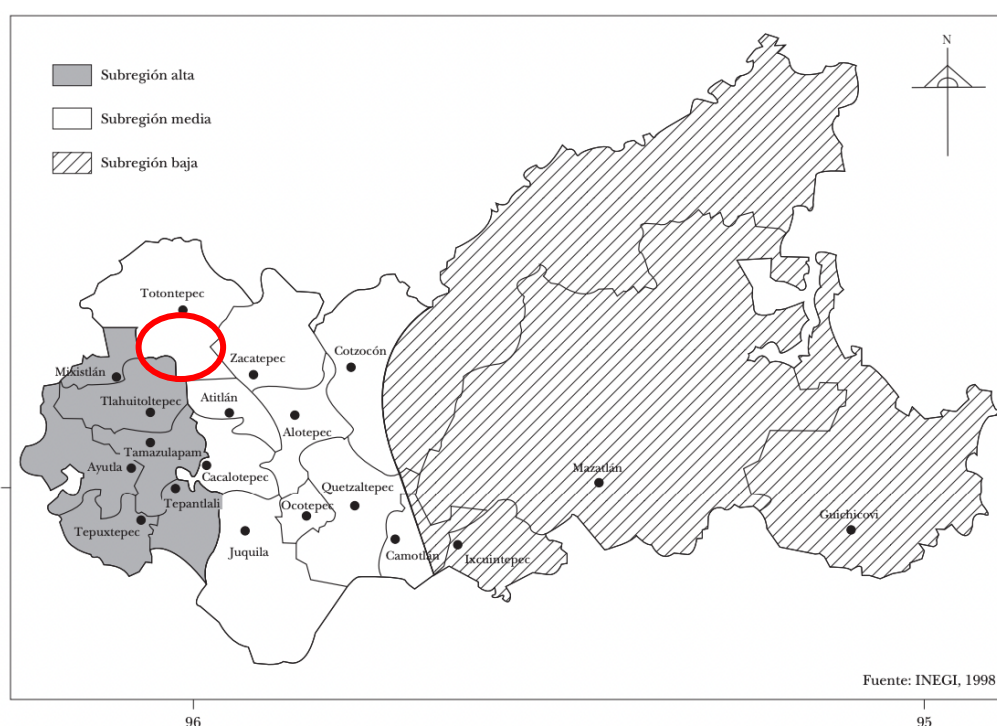 N
Subregión alta
Subregión media
Subregión baja
Totontepec
Zacatepec
Cotzocón
Mixistlán
Tlahuitoltepec
Atitlán
Alotepec
Tamazulapam
Ayutla
Cacalotepec
Mazatlán
Tepantlali
Quetzaltepec
Ocotepec
Guichicovi
Tepuxtepec
Juquila
Camotlán
Ixcuintepec
Fuente: INEGI, 1998
96
95